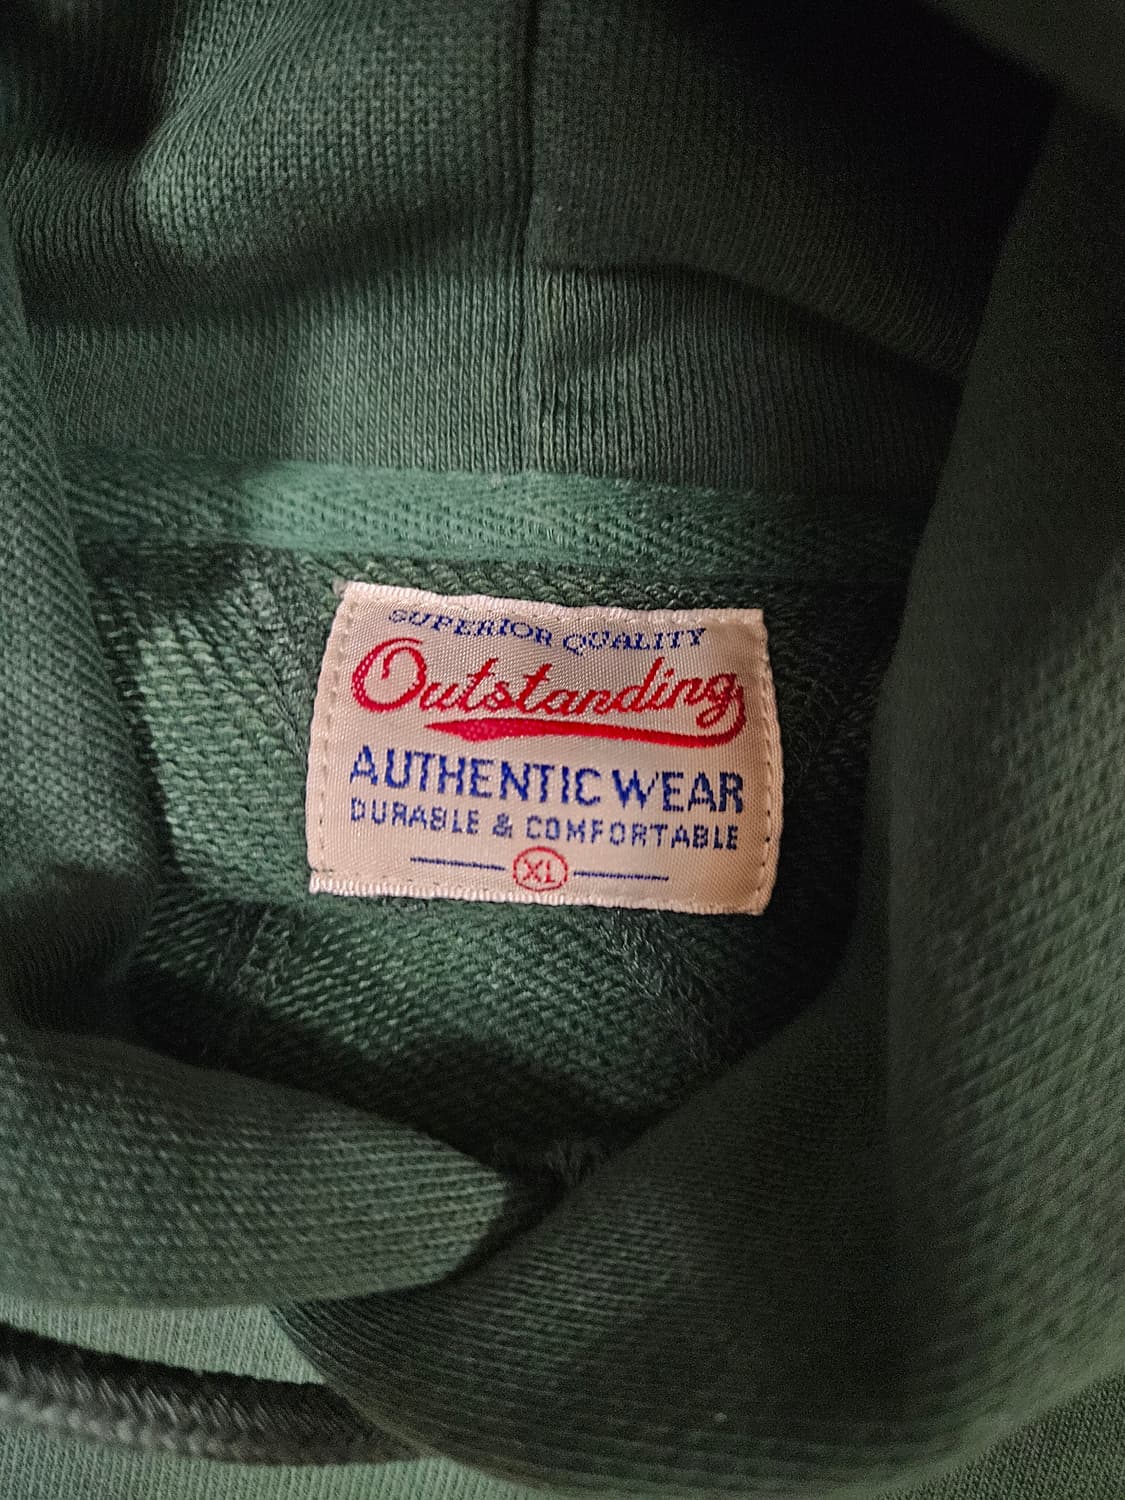 SUPERIOR QUALITY
Outstanding
AUTHENTIC WEAR
DURABLE & COMFORTABLE
XL